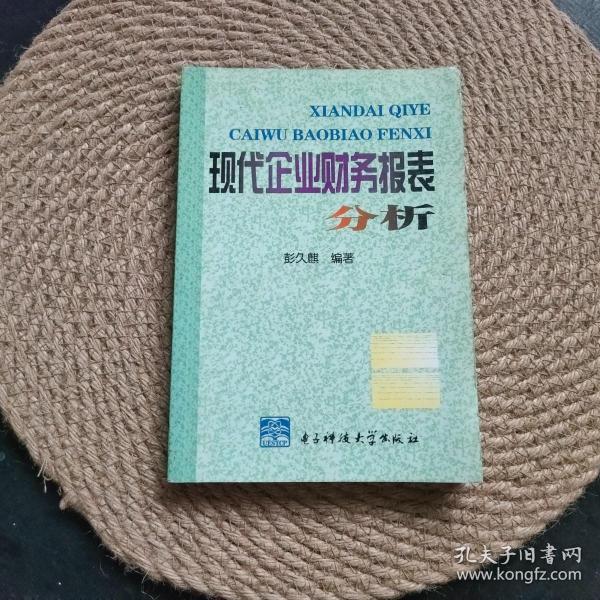 XIANDAI QIYE
CAIWU BAOBIAO FENXI
现代企业财务报表
分析
彭久麒 编著
电子科技大学出版社
孔夫子旧书网
www.kongfz.com